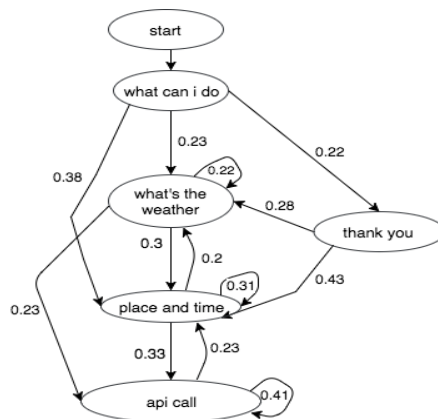 start
what can i do
0.23
0.22
0.38
0.22
what's the
weather
0.28
thank you
0.3
0.2
0.31
0.43
0.23
place and time
0.33
0.23
0.41
api call